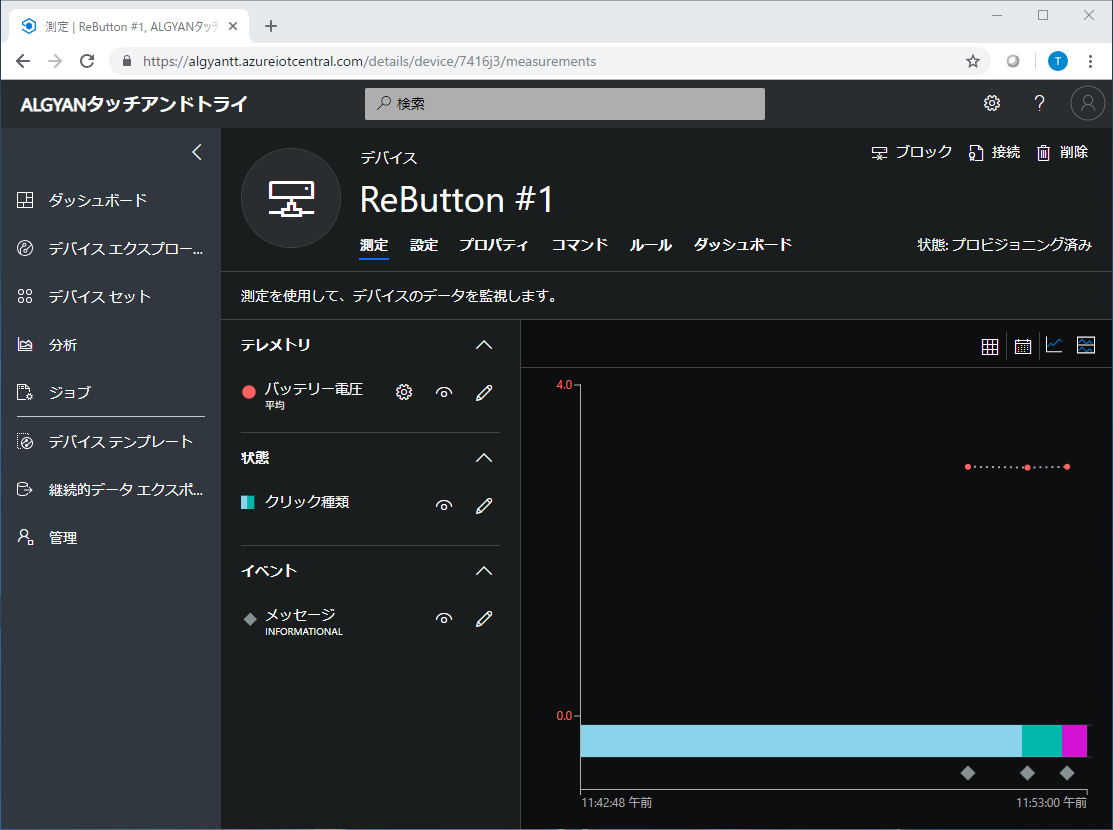 測定 | ReButton #1, ALGYANタッチ
https://algyantt.azureiotcentral.com/details/device/7416j3/measurements
T
ALGYANタッチアンドトライ
検索
?
デバイス
ReButton #1
ブロック
接続
削除
測定
設定
プロパティ
コマンド
ルール
ダッシュボード
状態: プロビジョニング済み
ダッシュボード
デバイス エクスプロー...
デバイス セット
分析
ジョブ
デバイス テンプレート
継続的データ エクスポ...
管理
測定を使用して、デバイスのデータを監視します。
テレメトリ
バッテリー電圧
平均
状態
クリック種類
イベント
メッセージ
INFORMATIONAL
4.0
0.0
11:42:48 午前
11:53:00 午前